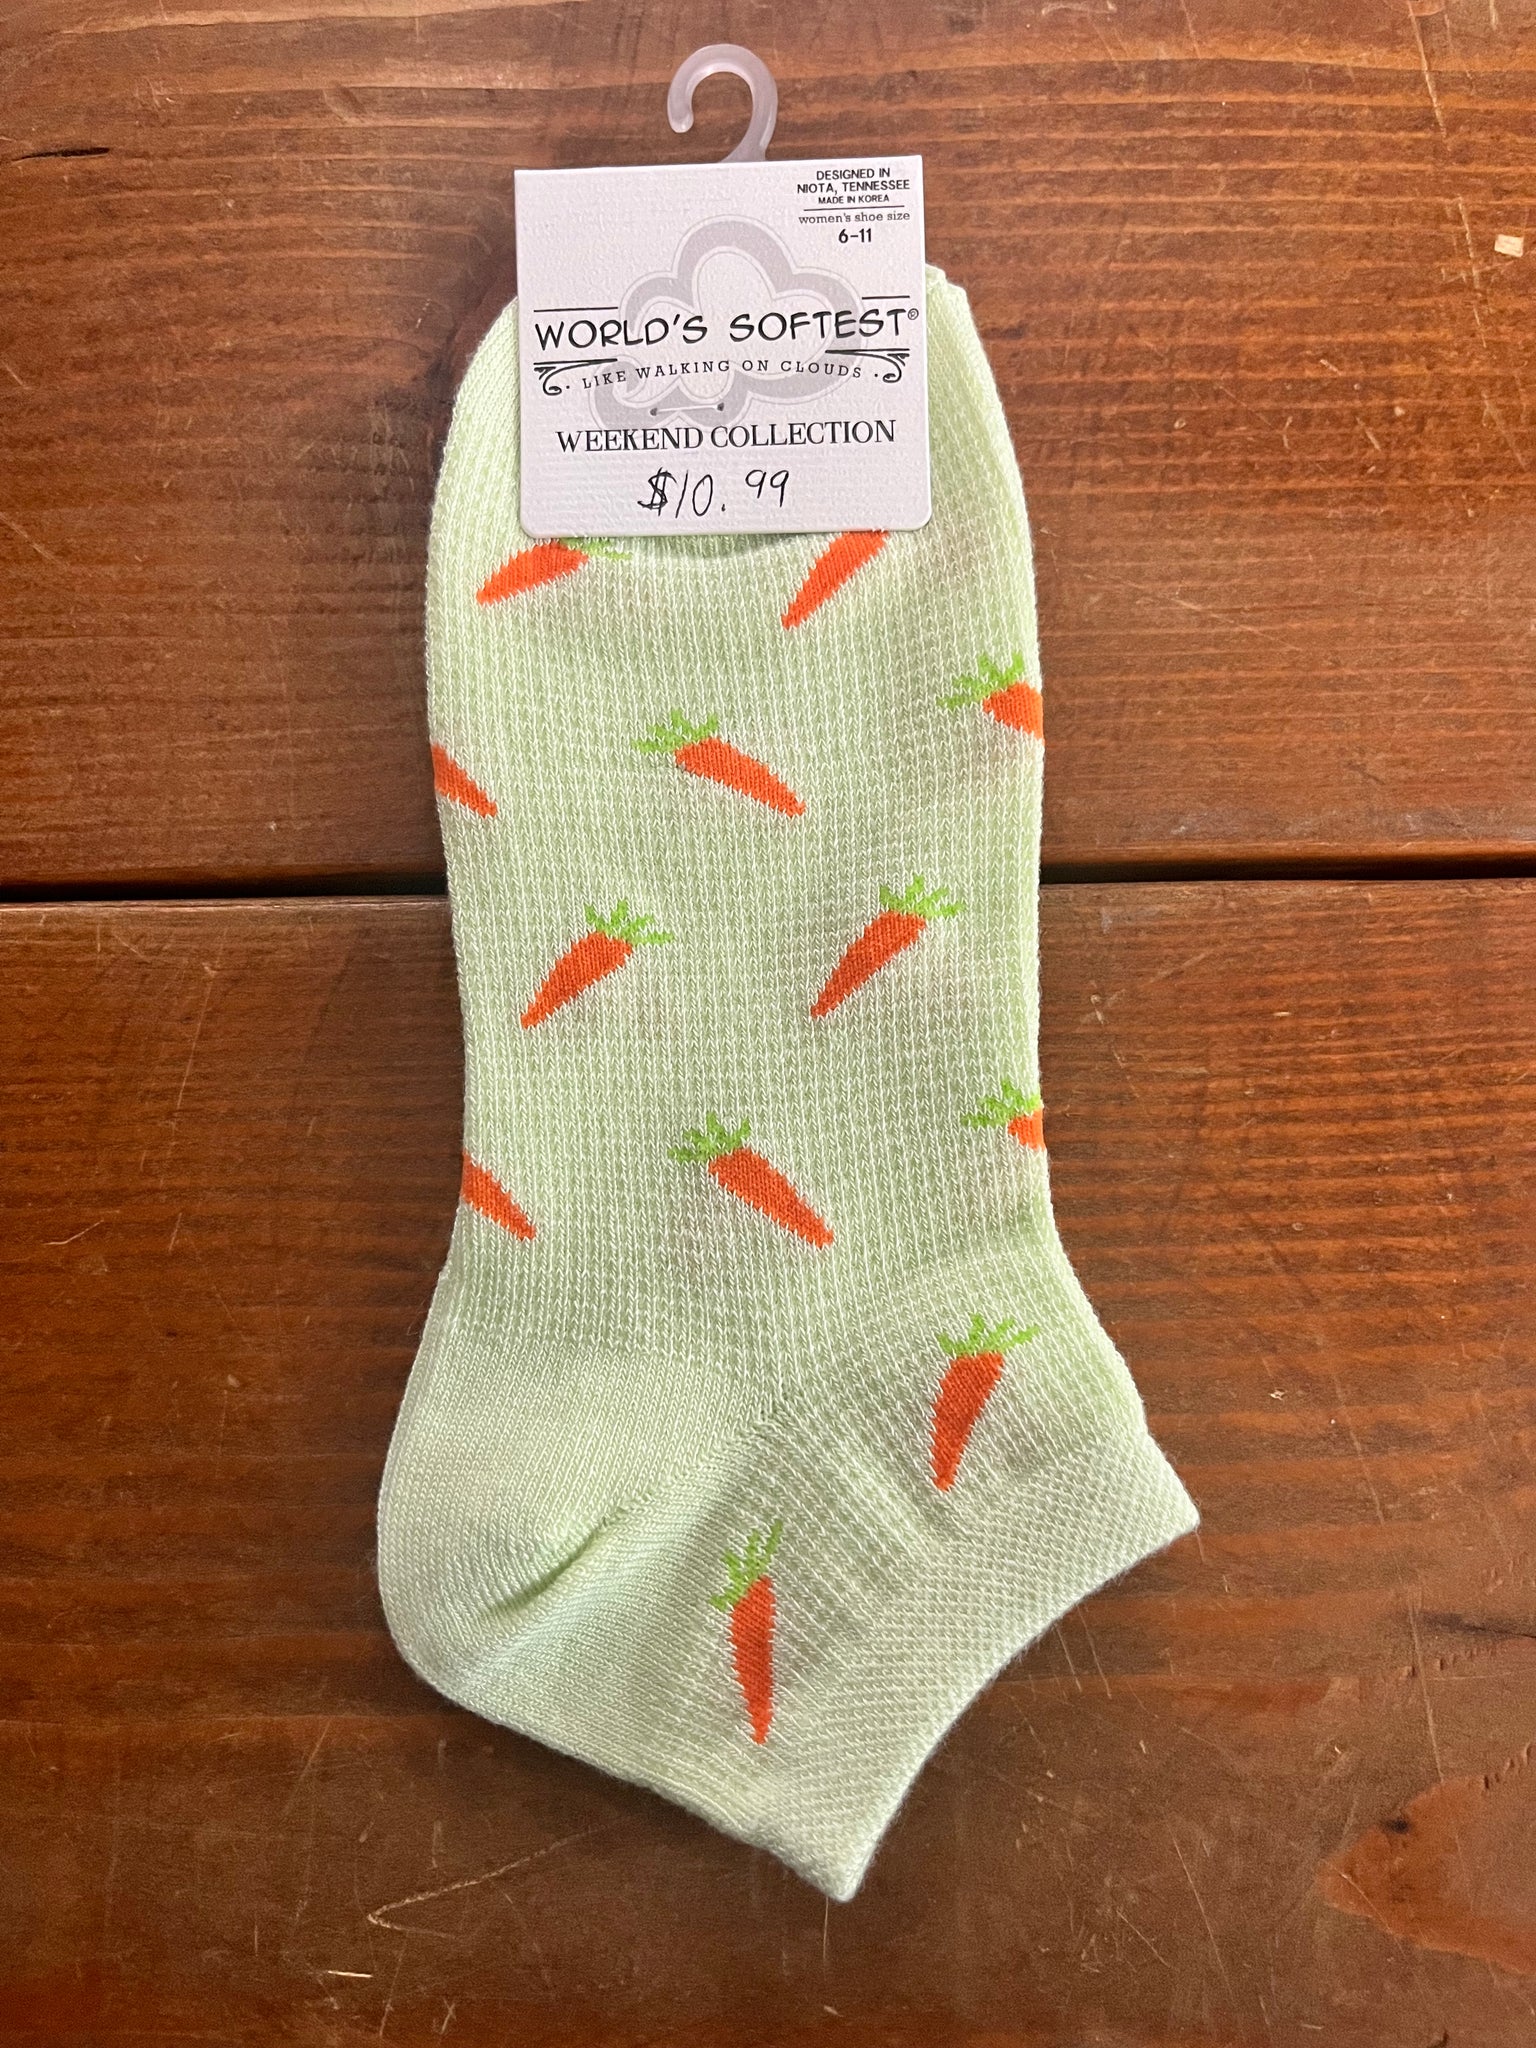 DESIGNED IN
NIOTA, TENNESSEE
MADE IN KOREA
women's shoe size
6-11
WORLD'S SOFTEST®
· LIKE WALKING ON CLOUDS ·
WEEKEND COLLECTION
$10.99